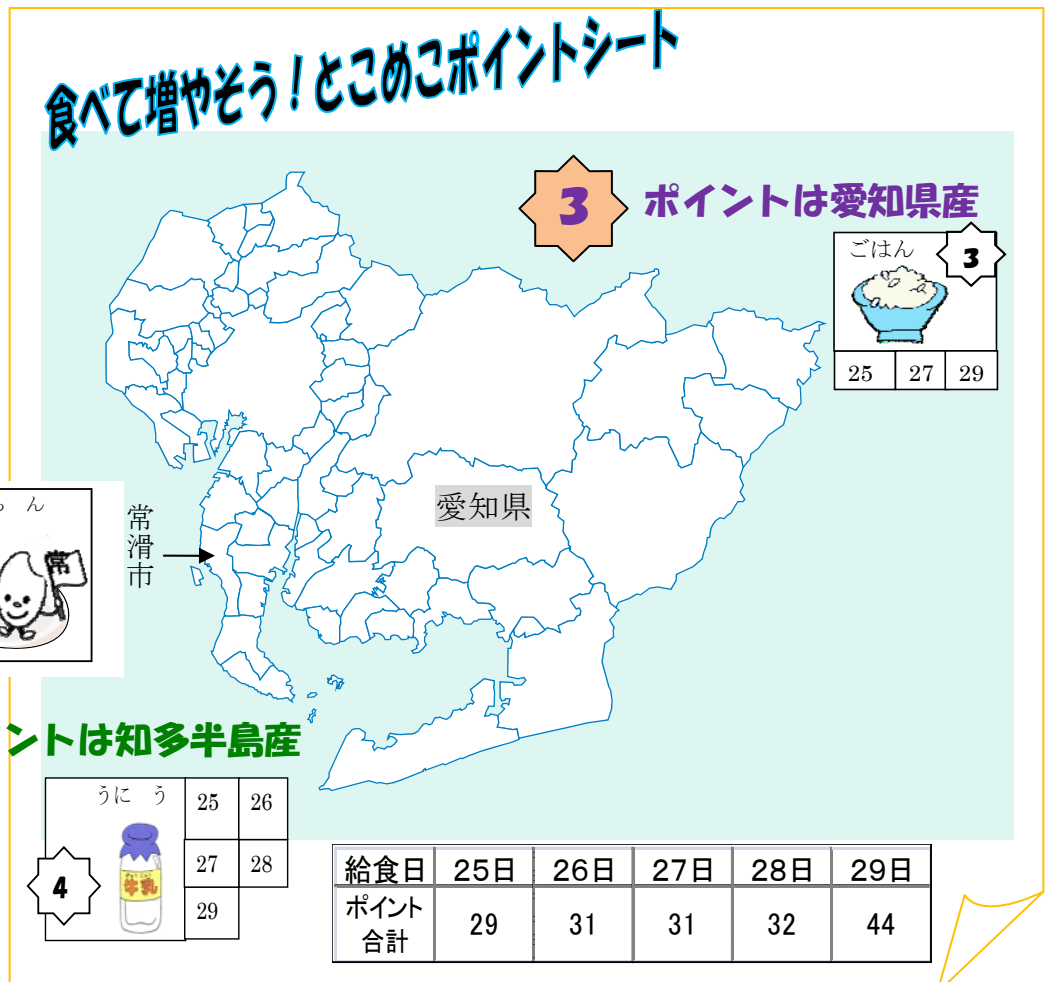 食べて増やそう！とこめこポイントシート
3 ポイントは愛知県産
ごはん
3
25 27 29
愛知県
ん
常
常滑市
ントは知多半島産
うに う
25 26
4
牛乳
27 28
29
給食日 25日 26日 27日 28日 29日
ポイント合計 29 31 31 32 44